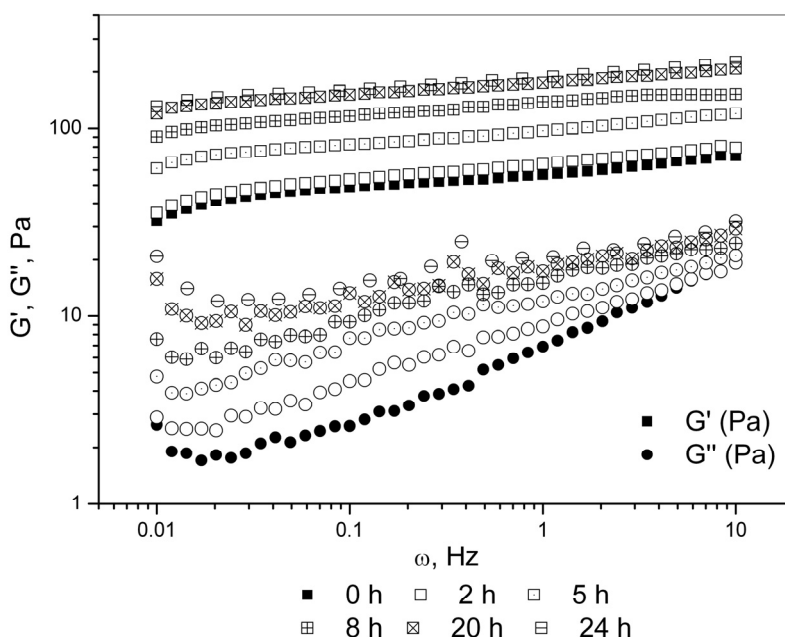 G', G", Pa
100
10
1
0.01
0.1
1
10
ω, Hz
G' (Pa)
G" (Pa)
0 h
2 h
5 h
8 h
20 h
24 h